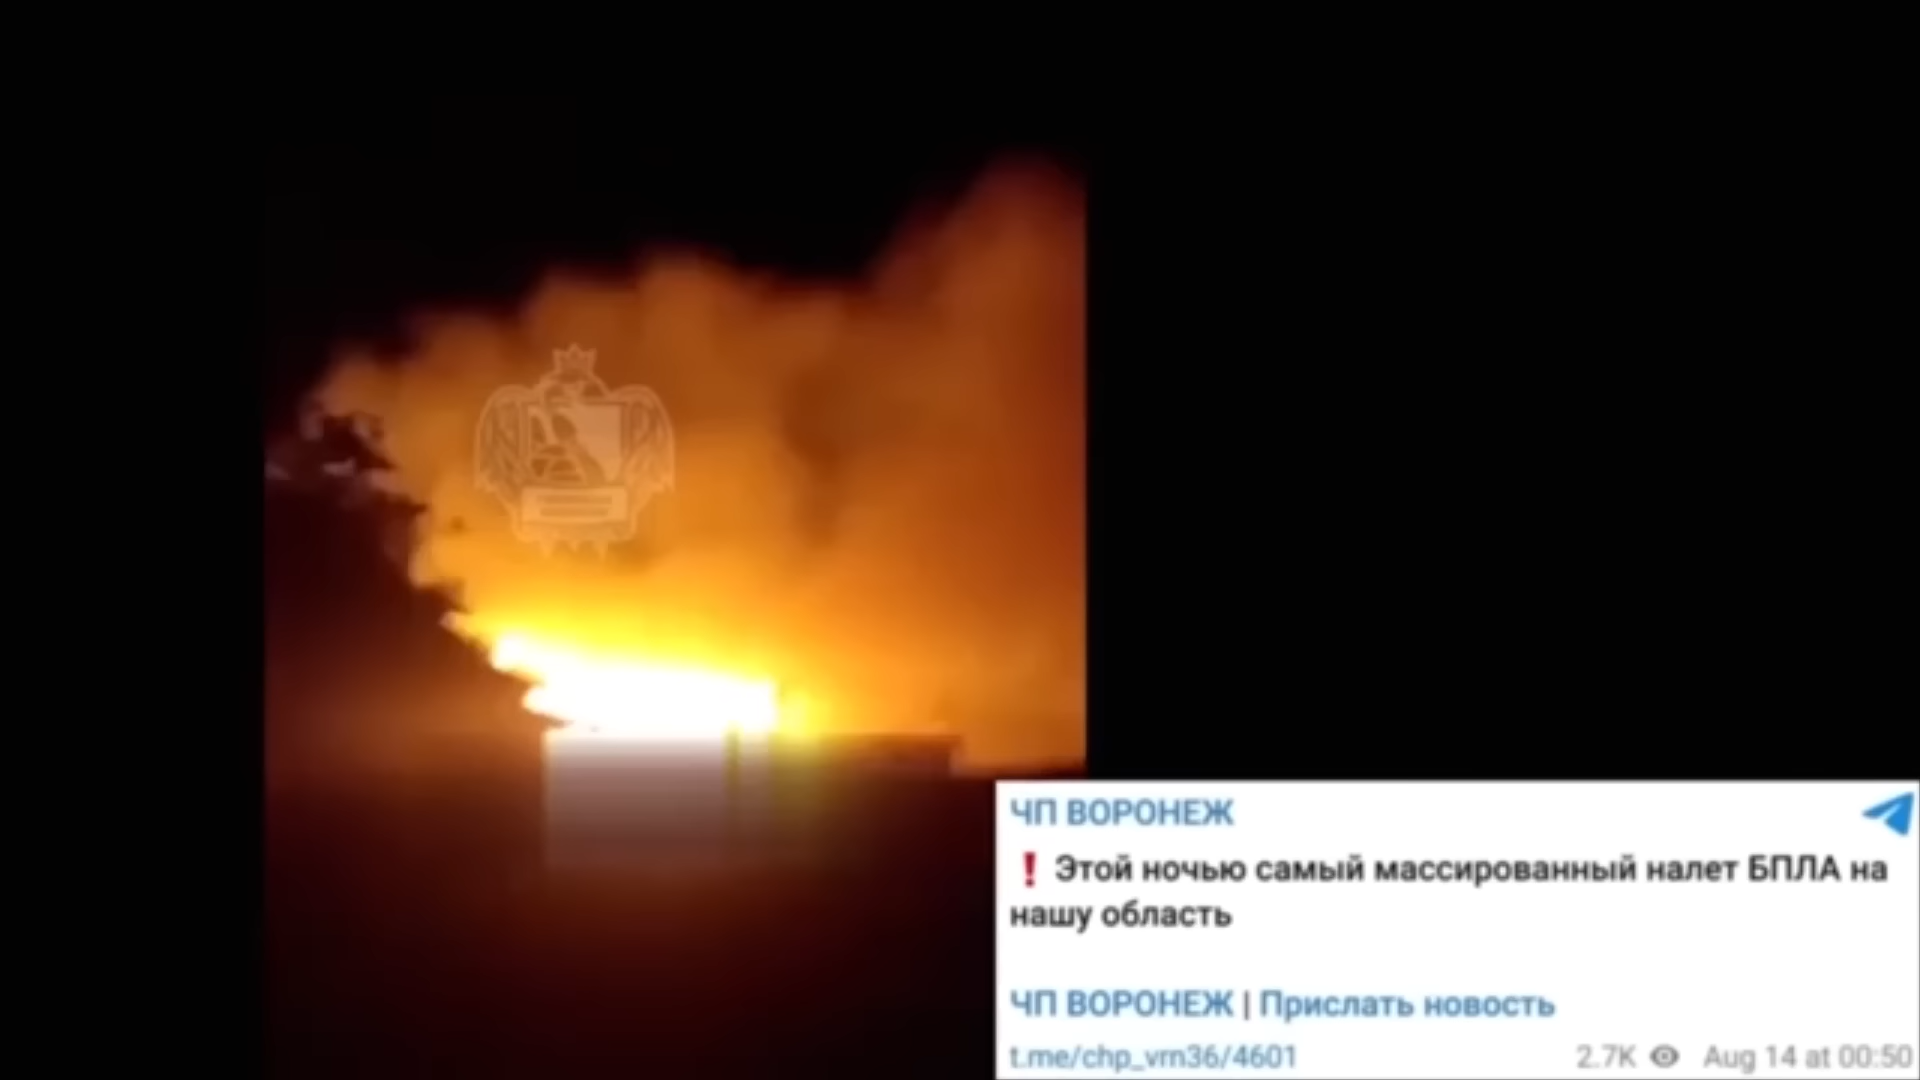 ЧП ВОРОНЕЖ
❗ Этой ночью самый массированный налет БПЛА на
нашу область
ЧП ВОРОНЕЖ | Прислать новость
t.me/chp_vrn36/4601
2.7K Aug 14 at 00:50